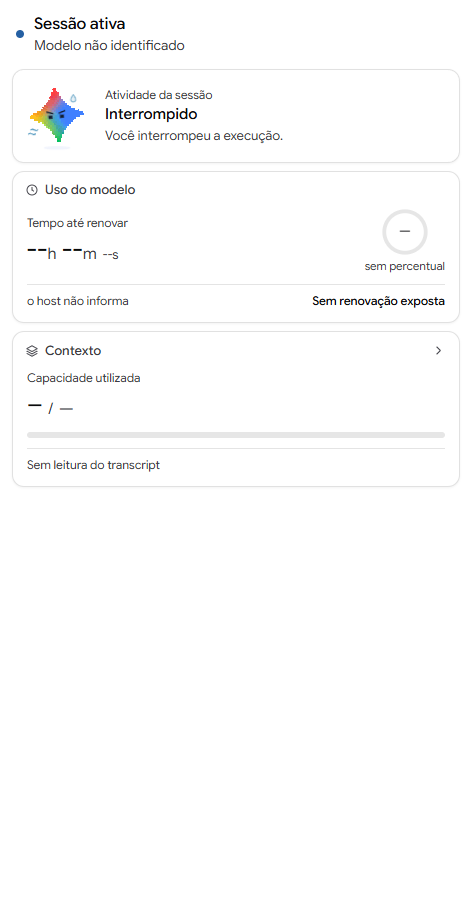 Sessão ativa
Modelo não identificado
Atividade da sessão
Interrompido
Você interrompeu a execução.
Uso do modelo
Tempo até renovar
--h --m --s
—
sem percentual
o host não informa
Sem renovação exposta
Contexto
Capacidade utilizada
— / —
Sem leitura do transcript